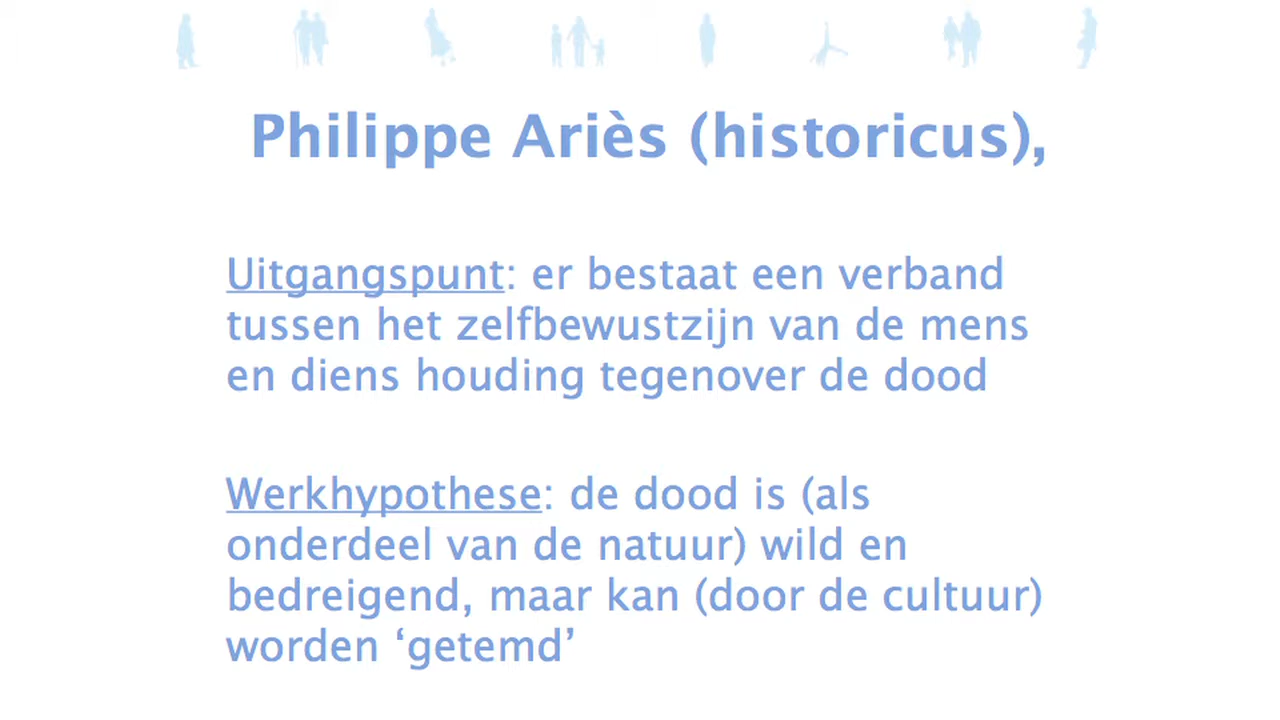 Philippe Ariès (historicus),
Uitgangspunt: er bestaat een verband
tussen het zelfbewustzijn van de mens
en diens houding tegenover de dood
Werkhypothese: de dood is (als
onderdeel van de natuur) wild en
bedreigend, maar kan (door de cultuur)
worden ‘getemd’